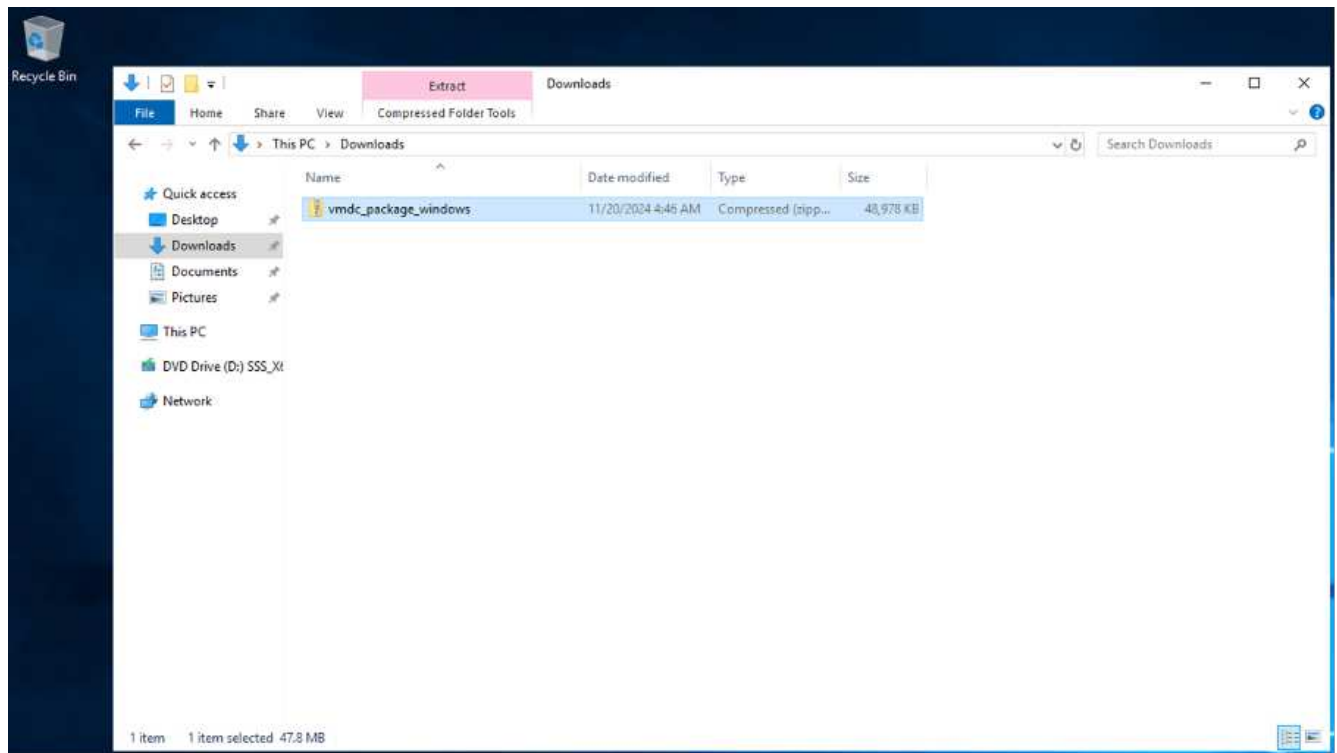 Recycle Bin
Extract
Downloads
File
Home
Share
View
Compressed Folder Tools
This PC > Downloads
Search Downloads
Name
Date modified
Type
Size
Quick access
Desktop
Downloads
Documents
Pictures
This PC
DVD Drive (D:) SSS_X6
Network
vmdc_package_windows
11/20/2024 4:46 AM
Compressed (zipp...
48,978 KB
1 item
1 item selected 47.8 MB